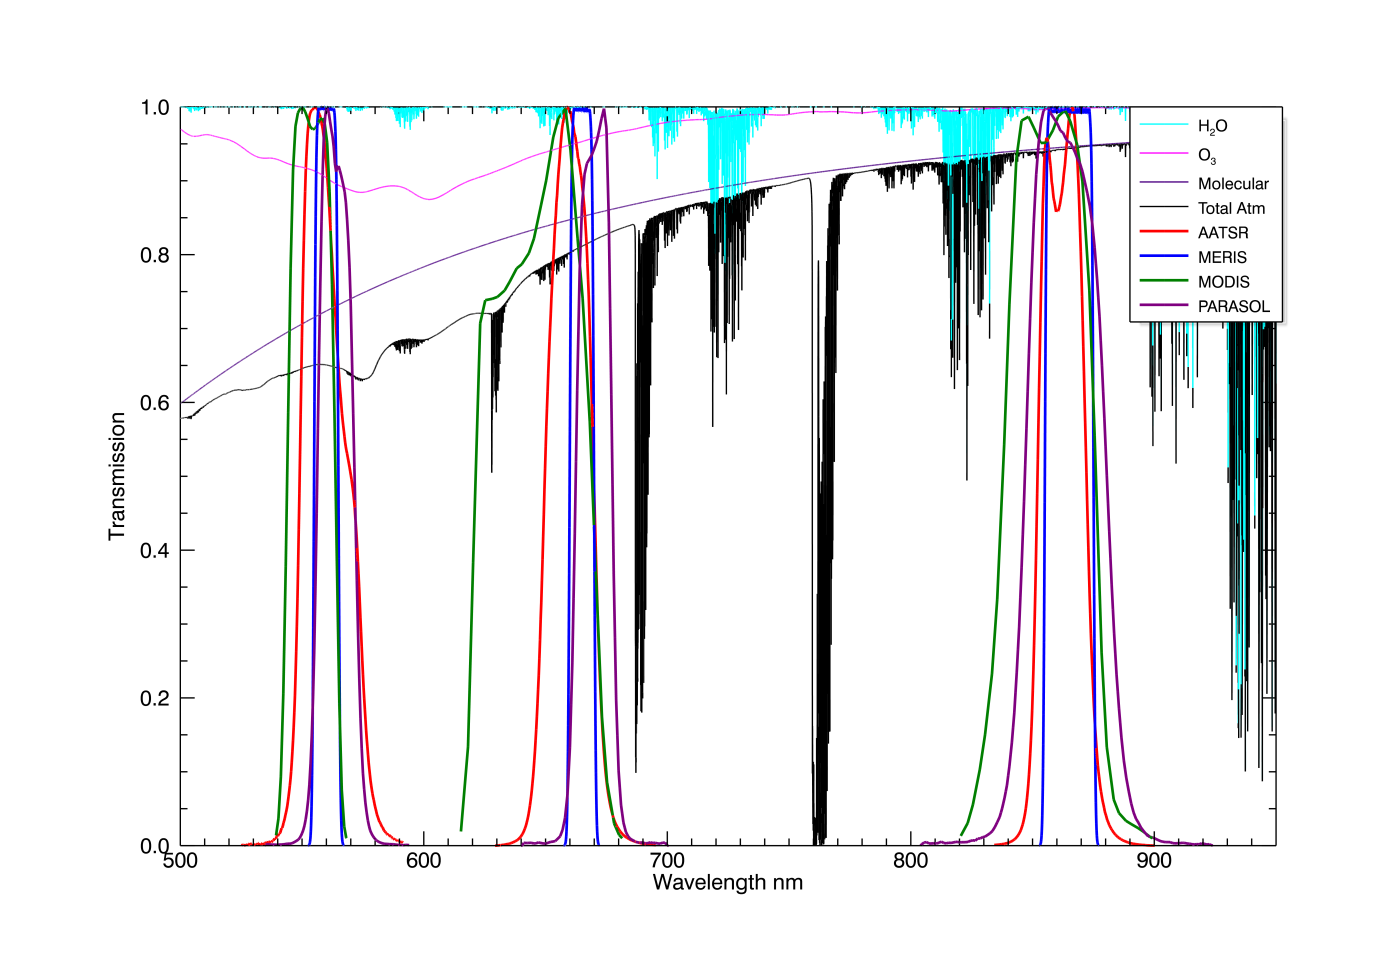 1.0
0.8
0.6
0.4
0.2
0.0
Transmission
500
600
700
800
900
Wavelength nm
H2O
O3
Molecular
Total Atm
AATSR
MERIS
MODIS
PARASOL